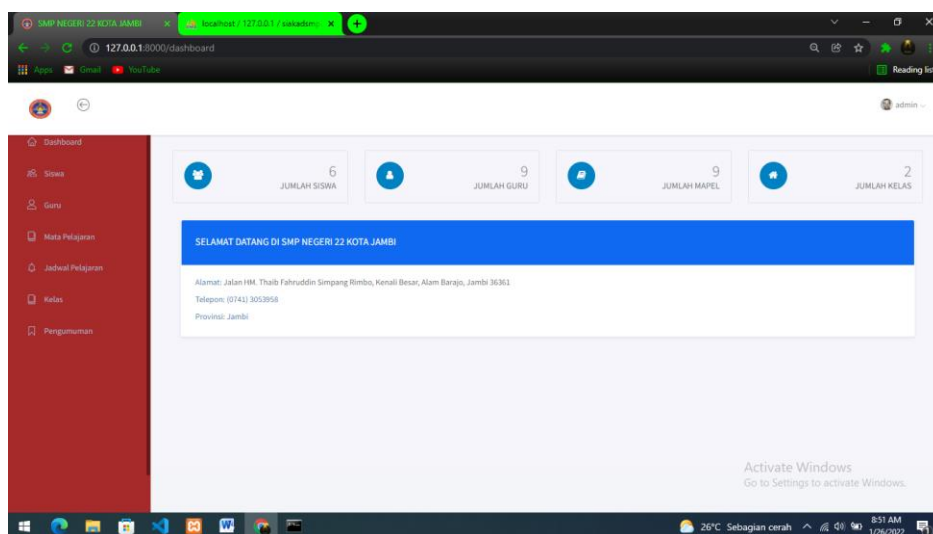 SMP NEGERI 22 KOTA JAMBI
localhost / 127.0.0.1 / siakadsmp
127.0.0.1:8000/dashboard
Apps Gmail YouTube Reading lis
admin
Dashboard
Siswa
Guru
Mata Pelajaran
Jadwal Pelajaran
Kelas
Pengumuman
6
JUMLAH SISWA
9
JUMLAH GURU
9
JUMLAH MAPEL
2
JUMLAH KELAS
SELAMAT DATANG DI SMP NEGERI 22 KOTA JAMBI
Alamat: Jalan HM. Thaib Fahruddin Simpang Rimbo, Kenali Besar, Alam Barajo, Jambi 36361
Telepon: (0741) 3053958
Provinsi: Jambi
Activate Windows
Go to Settings to activate Windows.
26°C Sebagian cerah
8:51 AM
1/26/2022